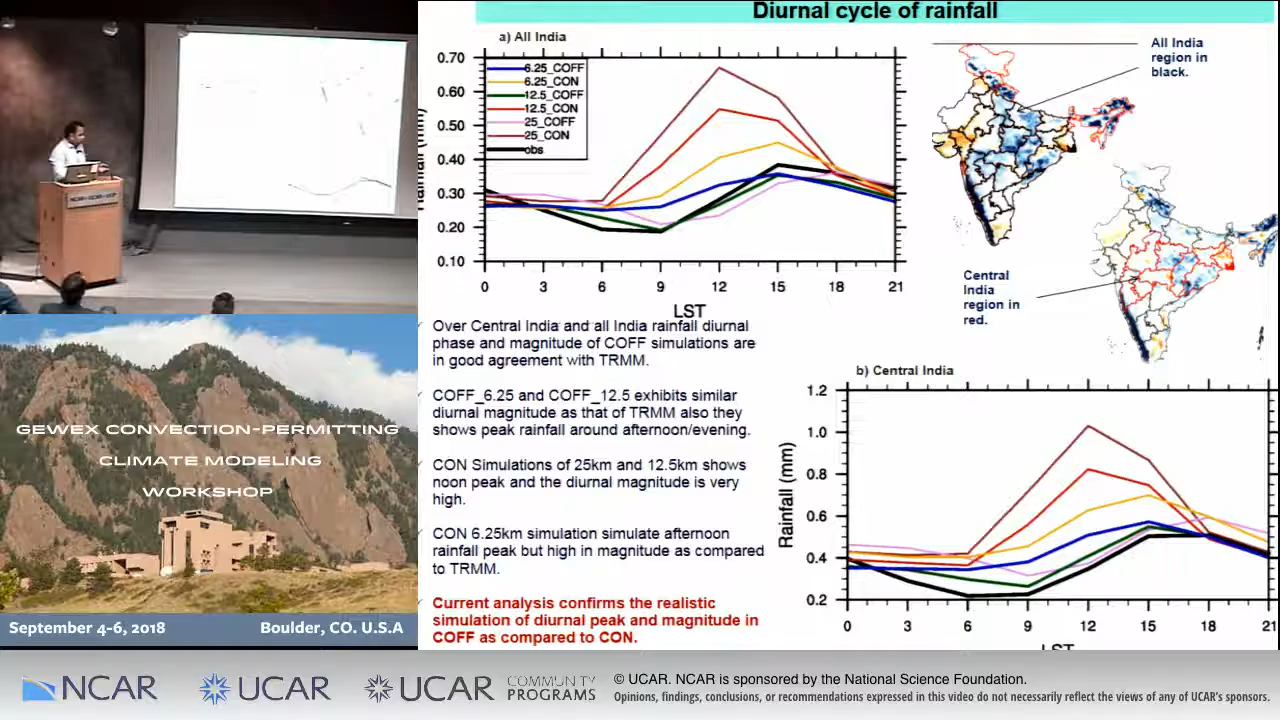 Diurnal cycle of rainfall
a) All India
0.70
0.60
0.50
0.40
0.30
0.20
0.10
Rainfall (mm)
6.25_COFF
6.25_CON
12.5_COFF
12.5_CON
25_COFF
25_CON
obs
0 3 6 9 12 15 18 21
LST
All India
region in
black.
Central
India
region in
red.
Over Central India and all India rainfall diurnal
phase and magnitude of COFF simulations are
in good agreement with TRMM.
COFF_6.25 and COFF_12.5 exhibits similar
diurnal magnitude as that of TRMM also they
shows peak rainfall around afternoon/evening.
CON Simulations of 25km and 12.5km shows
noon peak and the diurnal magnitude is very
high.
CON 6.25km simulation simulate afternoon
rainfall peak but high in magnitude as compared
to TRMM.
Current analysis confirms the realistic
simulation of diurnal peak and magnitude in
COFF as compared to CON.
b) Central India
1.2
1.0
0.8
0.6
0.4
0.2
Rainfall (mm)
0 3 6 9 12 15 18 21
LST
GEWEX CONVECTION-PERMITTING
CLIMATE MODELING
WORKSHOP
September 4-6, 2018
Boulder, CO. U.S.A
NCAR
UCAR
UCAR
COMMUNITY
PROGRAMS
© UCAR. NCAR is sponsored by the National Science Foundation.
Opinions, findings, conclusions, or recommendations expressed in this video do not necessarily reflect the views of any of UCAR's sponsors.